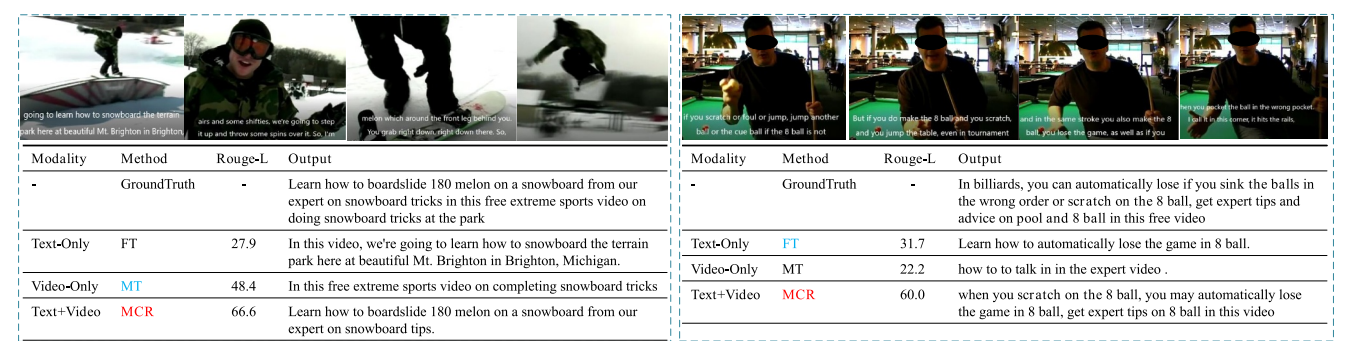 going to learn how to snowboard the terrain
park here at beautiful Mt. Brighton in Brighton,
airs and some shifties, we're going to step
it up and throw some spins over it. So, I'm
melon which around the front leg behind you.
You grab right down, right down there. So,
Modality Method Rouge-L Output
- GroundTruth - Learn how to boardslide 180 melon on a snowboard from our
expert on snowboard tricks in this free extreme sports video on
doing snowboard tricks at the park
Text-Only FT 27.9 In this video, we're going to learn how to snowboard the terrain
park here at beautiful Mt. Brighton in Brighton, Michigan.
Video-Only MT 48.4 In this free extreme sports video on completing snowboard tricks
Text+Video MCR 66.6 Learn how to boardslide 180 melon on a snowboard from our
expert on snowboard tips.
if you scratch or foul or jump, jump another
ball or the cue ball if the 8 ball is not
But if you do make the 8 ball and you scratch,
and you jump the table, even in tournament
and in the same stroke you also make the 8
ball, you lose the game, as well as if you
hen you pocket the ball in the wrong pocket.
I call it in this corner, it hits the rails,
Modality Method Rouge-L Output
- GroundTruth - In billiards, you can automatically lose if you sink the balls in
the wrong order or scratch on the 8 ball, get expert tips and
advice on pool and 8 ball in this free video
Text-Only FT 31.7 Learn how to automatically lose the game in 8 ball.
Video-Only MT 22.2 how to to talk in in the expert video .
Text+Video MCR 60.0 when you scratch on the 8 ball, you may automatically lose
the game in 8 ball, get expert tips on 8 ball in this video